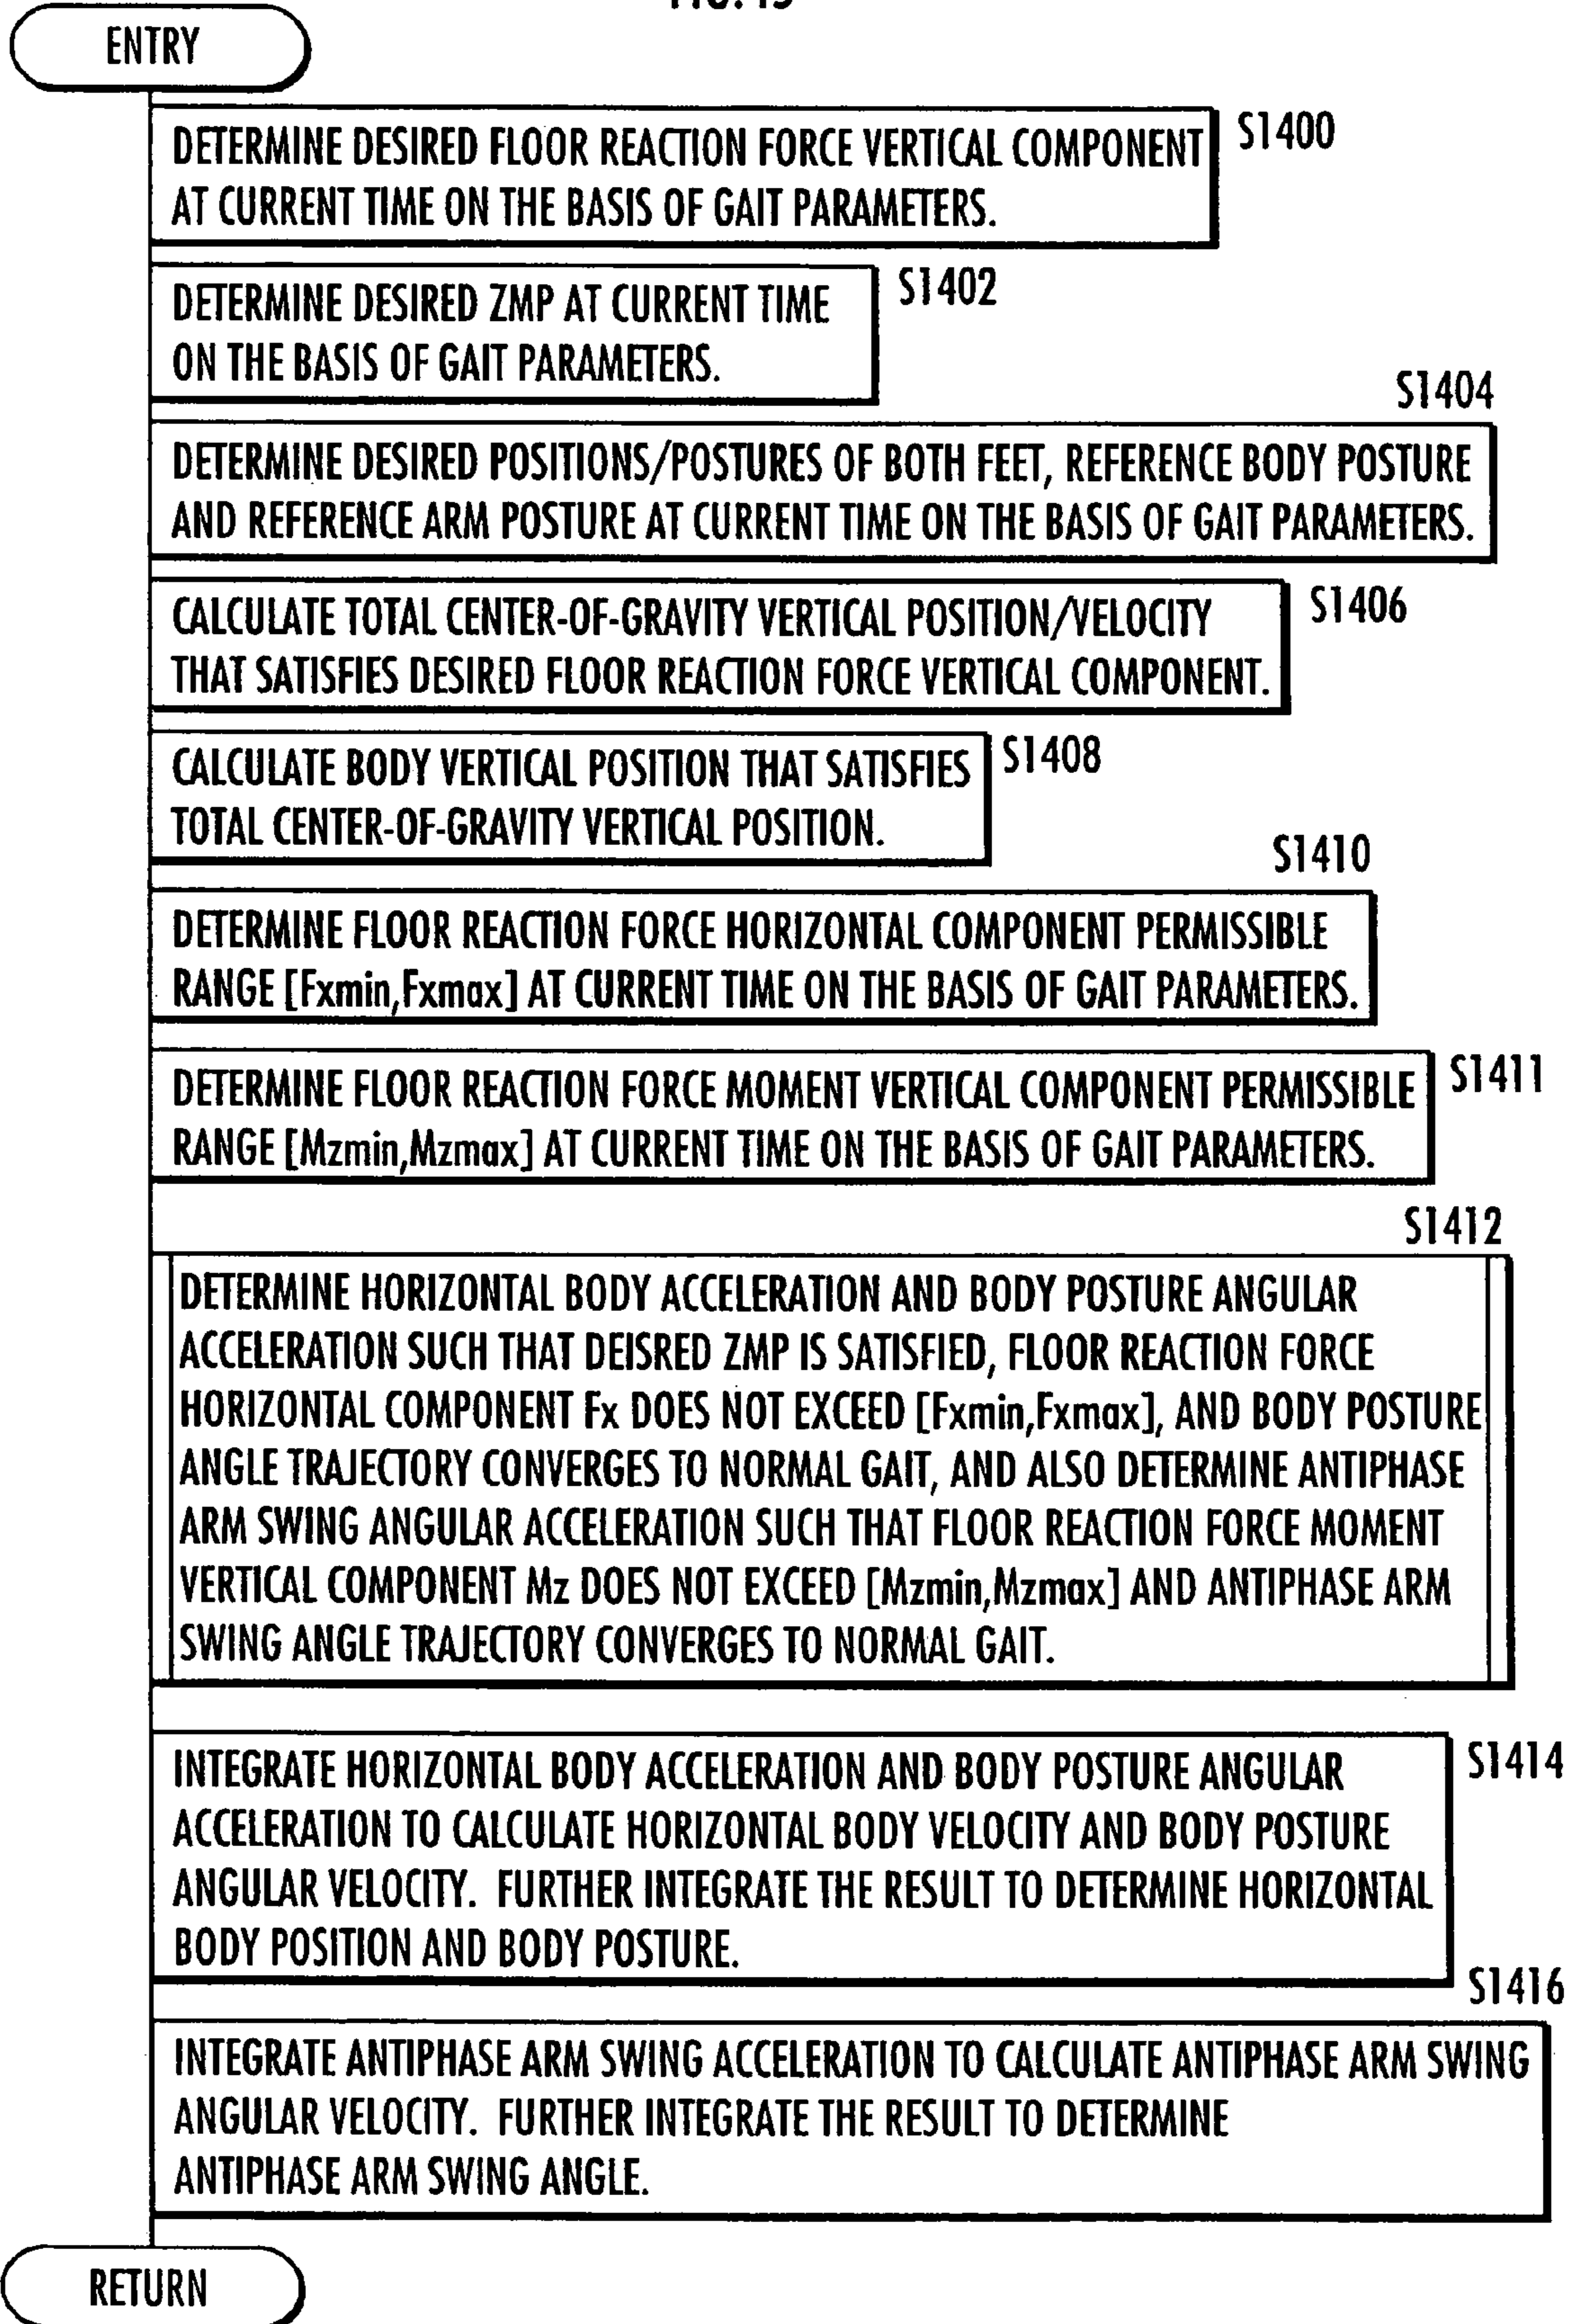 ENTRY
DETERMINE DESIRED FLOOR REACTION FORCE VERTICAL COMPONENT
AT CURRENT TIME ON THE BASIS OF GAIT PARAMETERS.
S1400
DETERMINE DESIRED ZMP AT CURRENT TIME
ON THE BASIS OF GAIT PARAMETERS.
S1402
S1404
DETERMINE DESIRED POSITIONS/POSTURES OF BOTH FEET, REFERENCE BODY POSTURE
AND REFERENCE ARM POSTURE AT CURRENT TIME ON THE BASIS OF GAIT PARAMETERS.
CALCULATE TOTAL CENTER-OF-GRAVITY VERTICAL POSITION/VELOCITY
THAT SATISFIES DESIRED FLOOR REACTION FORCE VERTICAL COMPONENT.
S1406
CALCULATE BODY VERTICAL POSITION THAT SATISFIES
TOTAL CENTER-OF-GRAVITY VERTICAL POSITION.
S1408
S1410
DETERMINE FLOOR REACTION FORCE HORIZONTAL COMPONENT PERMISSIBLE
RANGE [Fxmin,Fxmax] AT CURRENT TIME ON THE BASIS OF GAIT PARAMETERS.
DETERMINE FLOOR REACTION FORCE MOMENT VERTICAL COMPONENT PERMISSIBLE
RANGE [Mzmin,Mzmax] AT CURRENT TIME ON THE BASIS OF GAIT PARAMETERS.
S1411
S1412
DETERMINE HORIZONTAL BODY ACCELERATION AND BODY POSTURE ANGULAR
ACCELERATION SUCH THAT DEISRED ZMP IS SATISFIED, FLOOR REACTION FORCE
HORIZONTAL COMPONENT Fx DOES NOT EXCEED [Fxmin,Fxmax], AND BODY POSTURE
ANGLE TRAJECTORY CONVERGES TO NORMAL GAIT, AND ALSO DETERMINE ANTIPHASE
ARM SWING ANGULAR ACCELERATION SUCH THAT FLOOR REACTION FORCE MOMENT
VERTICAL COMPONENT Mz DOES NOT EXCEED [Mzmin,Mzmax] AND ANTIPHASE ARM
SWING ANGLE TRAJECTORY CONVERGES TO NORMAL GAIT.
INTEGRATE HORIZONTAL BODY ACCELERATION AND BODY POSTURE ANGULAR
ACCELERATION TO CALCULATE HORIZONTAL BODY VELOCITY AND BODY POSTURE
ANGULAR VELOCITY. FURTHER INTEGRATE THE RESULT TO DETERMINE HORIZONTAL
BODY POSITION AND BODY POSTURE.
S1414
S1416
INTEGRATE ANTIPHASE ARM SWING ACCELERATION TO CALCULATE ANTIPHASE ARM SWING
ANGULAR VELOCITY. FURTHER INTEGRATE THE RESULT TO DETERMINE
ANTIPHASE ARM SWING ANGLE.
RETURN